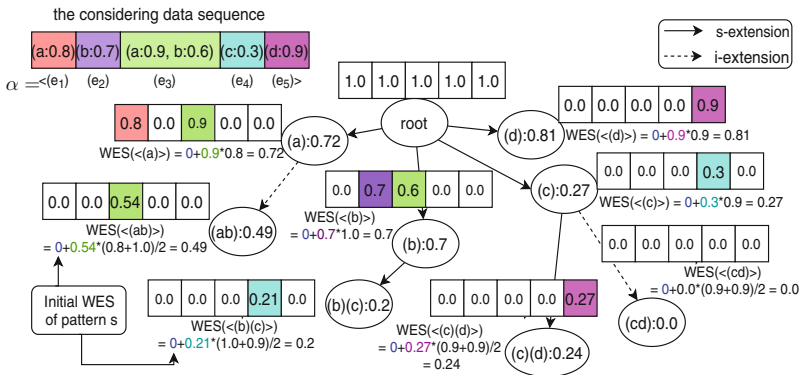 the considering data sequence
(a:0.8) (b:0.7) (a:0.9, b:0.6) (c:0.3) (d:0.9)
α =<(e1) (e2) (e3) (e4) (e5)>
s-extension
i-extension
1.0 1.0 1.0 1.0 1.0
root
0.8 0.0 0.9 0.0 0.0
WES(<(a)>) = 0+0.9*0.8 = 0.72
(a):0.72
0.0 0.0 0.0 0.0 0.9
WES(<(d)>) = 0+0.9*0.9 = 0.81
(d):0.81
0.0 0.0 0.54 0.0 0.0
WES(<(ab)>)
= 0+0.54*(0.8+1.0)/2 = 0.49
(ab):0.49
0.0 0.7 0.6 0.0 0.0
WES(<(b)>)
= 0+0.7*1.0 = 0.7
(b):0.7
0.0 0.0 0.0 0.3 0.0
WES(<(c)>) = 0+0.3*0.9 = 0.27
(c):0.27
0.0 0.0 0.0 0.0 0.0
WES(<(cd)>)
= 0+0.0*(0.9+0.9)/2 = 0.0
(cd):0.0
Initial WES
of pattern s
0.0 0.0 0.0 0.21 0.0
WES(<(b)(c)>)
= 0+0.21*(1.0+0.9)/2 = 0.2
(b)(c):0.2
0.0 0.0 0.0 0.0 0.27
WES(<(c)(d)>)
= 0+0.27*(0.9+0.9)/2
= 0.24
(c)(d):0.24